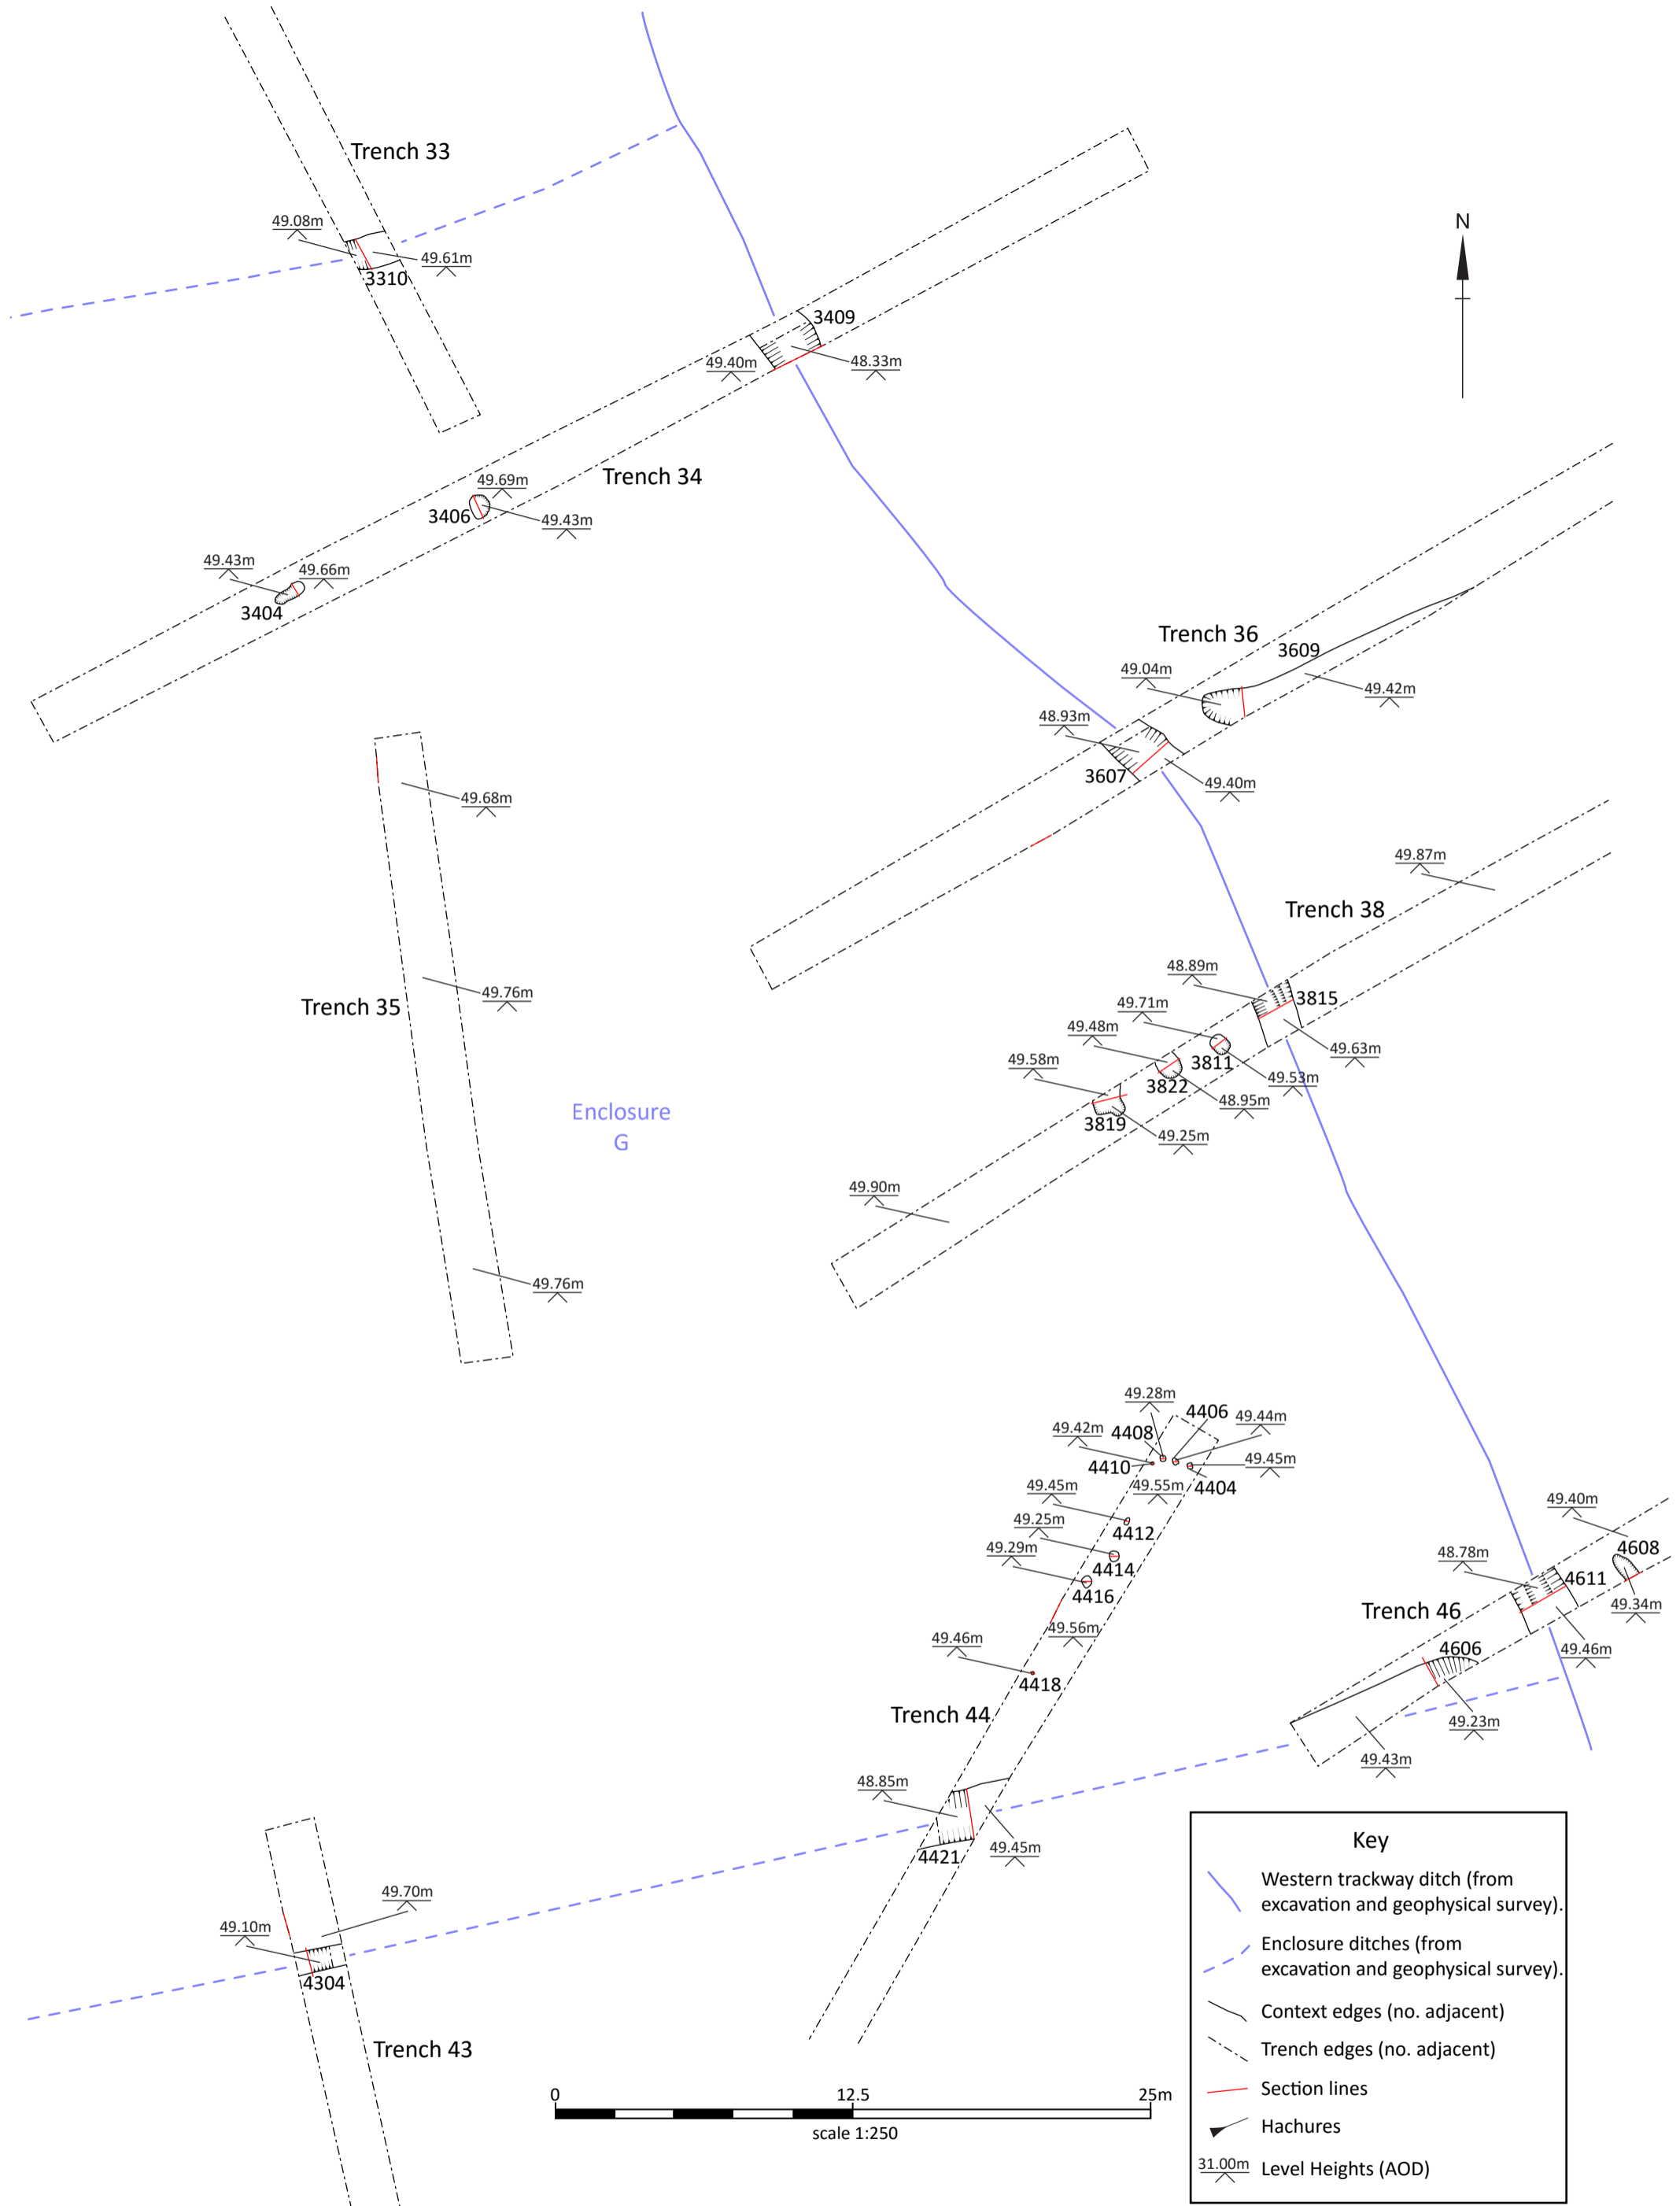 Trench 33
N
49.08m
49.61m
3310
3409
49.40m
48.33m
Trench 34
49.69m
3406
49.43m
49.43m
49.66m
3404
Trench 36
3609
49.04m
49.42m
48.93m
3607
49.40m
49.68m
49.87m
Trench 38
48.89m
3815
49.71m
49.48m
49.63m
49.58m
3811
3822
49.53m
48.95m
3819
49.25m
49.76m
Trench 35
Enclosure
G
49.90m
49.76m
49.28m
4406
49.44m
49.42m
4408
4410
49.45m
49.55m
4404
49.45m
4412
49.25m
49.29m
4414
4416
49.56m
49.46m
4418
Trench 44
49.40m
48.78m
4608
4611
Trench 46
49.34m
4606
49.46m
49.23m
49.43m
48.85m
4421
49.45m
49.70m
49.10m
4304
Trench 43
0
12.5
25m
scale 1:250
Key
Western trackway ditch (from
excavation and geophysical survey).
Enclosure ditches (from
excavation and geophysical survey).
Context edges (no. adjacent)
Trench edges (no. adjacent)
Section lines
Hachures
31.00m
Level Heights (AOD)